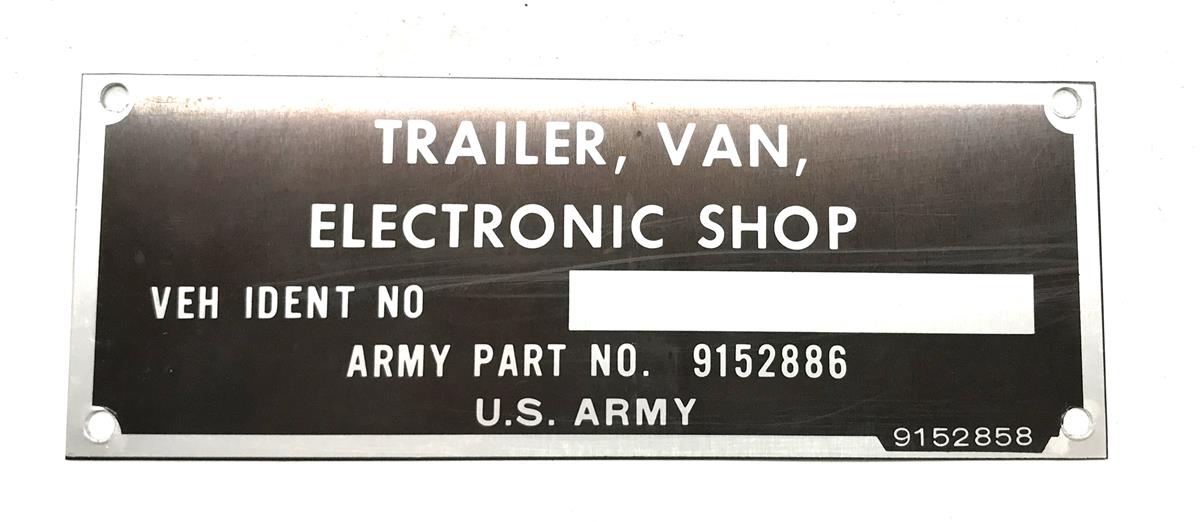 TRAILER, VAN,
ELECTRONIC SHOP
VEH IDENT NO
ARMY PART NO. 9152886
U.S. ARMY
9152858